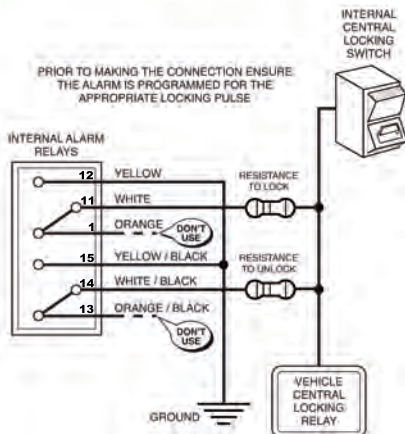 INTERNAL
CENTRAL
LOCKING
SWITCH
PRIOR TO MAKING THE CONNECTION ENSURE
THE ALARM IS PROGRAMMED FOR THE
APPROPRIATE LOCKING PULSE
INTERNAL ALARM
RELAYS
12 YELLOW
11 WHITE
RESISTANCE
TO LOCK
1 ORANGE
DON'T
USE
15 YELLOW / BLACK
14 WHITE / BLACK
RESISTANCE
TO UNLOCK
13 ORANGE / BLACK
DON'T
USE
GROUND
VEHICLE
CENTRAL
LOCKING
RELAY